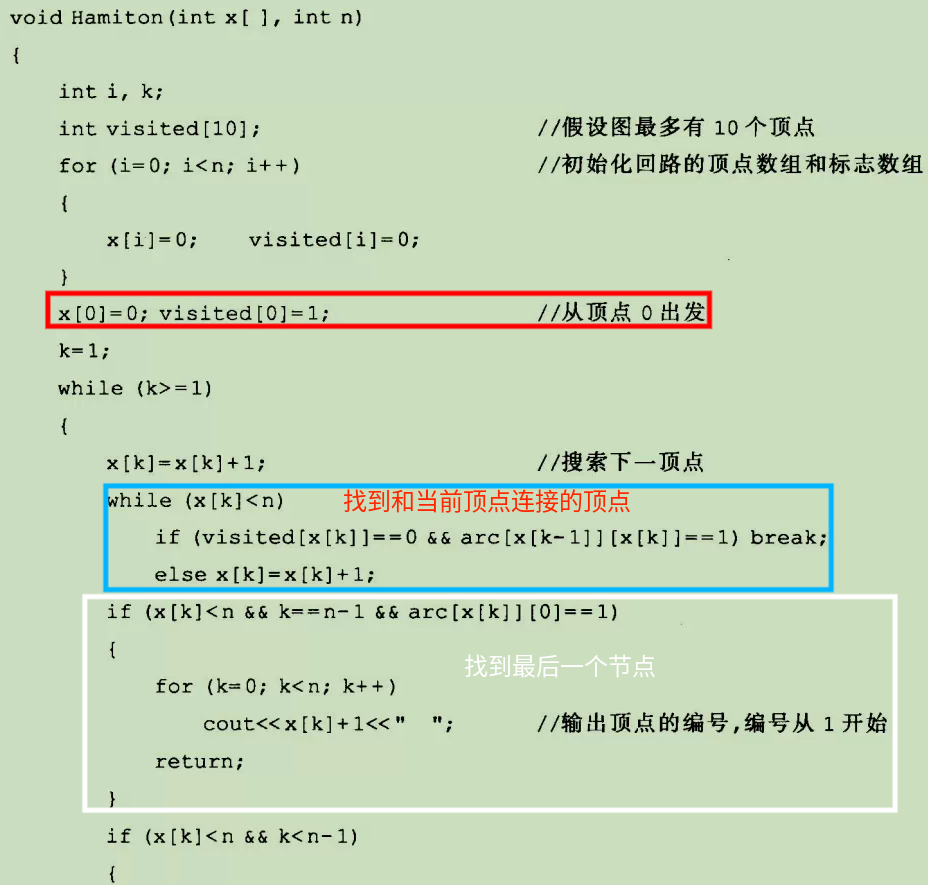 void Hamiton(int x[ ], int n)
{
int i, k;
int visited[10]; //假设图最多有 10 个顶点
for (i=0; i<n; i++) //初始化回路的顶点数组和标志数组
{
x[i]=0; visited[i]=0;
}
x[0]=0; visited[0]=1; //从顶点 0 出发
k=1;
while (k>=1)
{
x[k]=x[k]+1; //搜索下一顶点
while (x[k]<n) 找到和当前顶点连接的顶点
if (visited[x[k]]==0 && arc[x[k-1]][x[k]]==1) break;
else x[k]=x[k]+1;
if (x[k]<n && k==n-1 && arc[x[k]][0]==1)
{
找到最后一个节点
for (k=0; k<n; k++)
cout<<x[k]+1<<" "; //输出顶点的编号,编号从 1 开始
return;
}
if (x[k]<n && k<n-1)
{